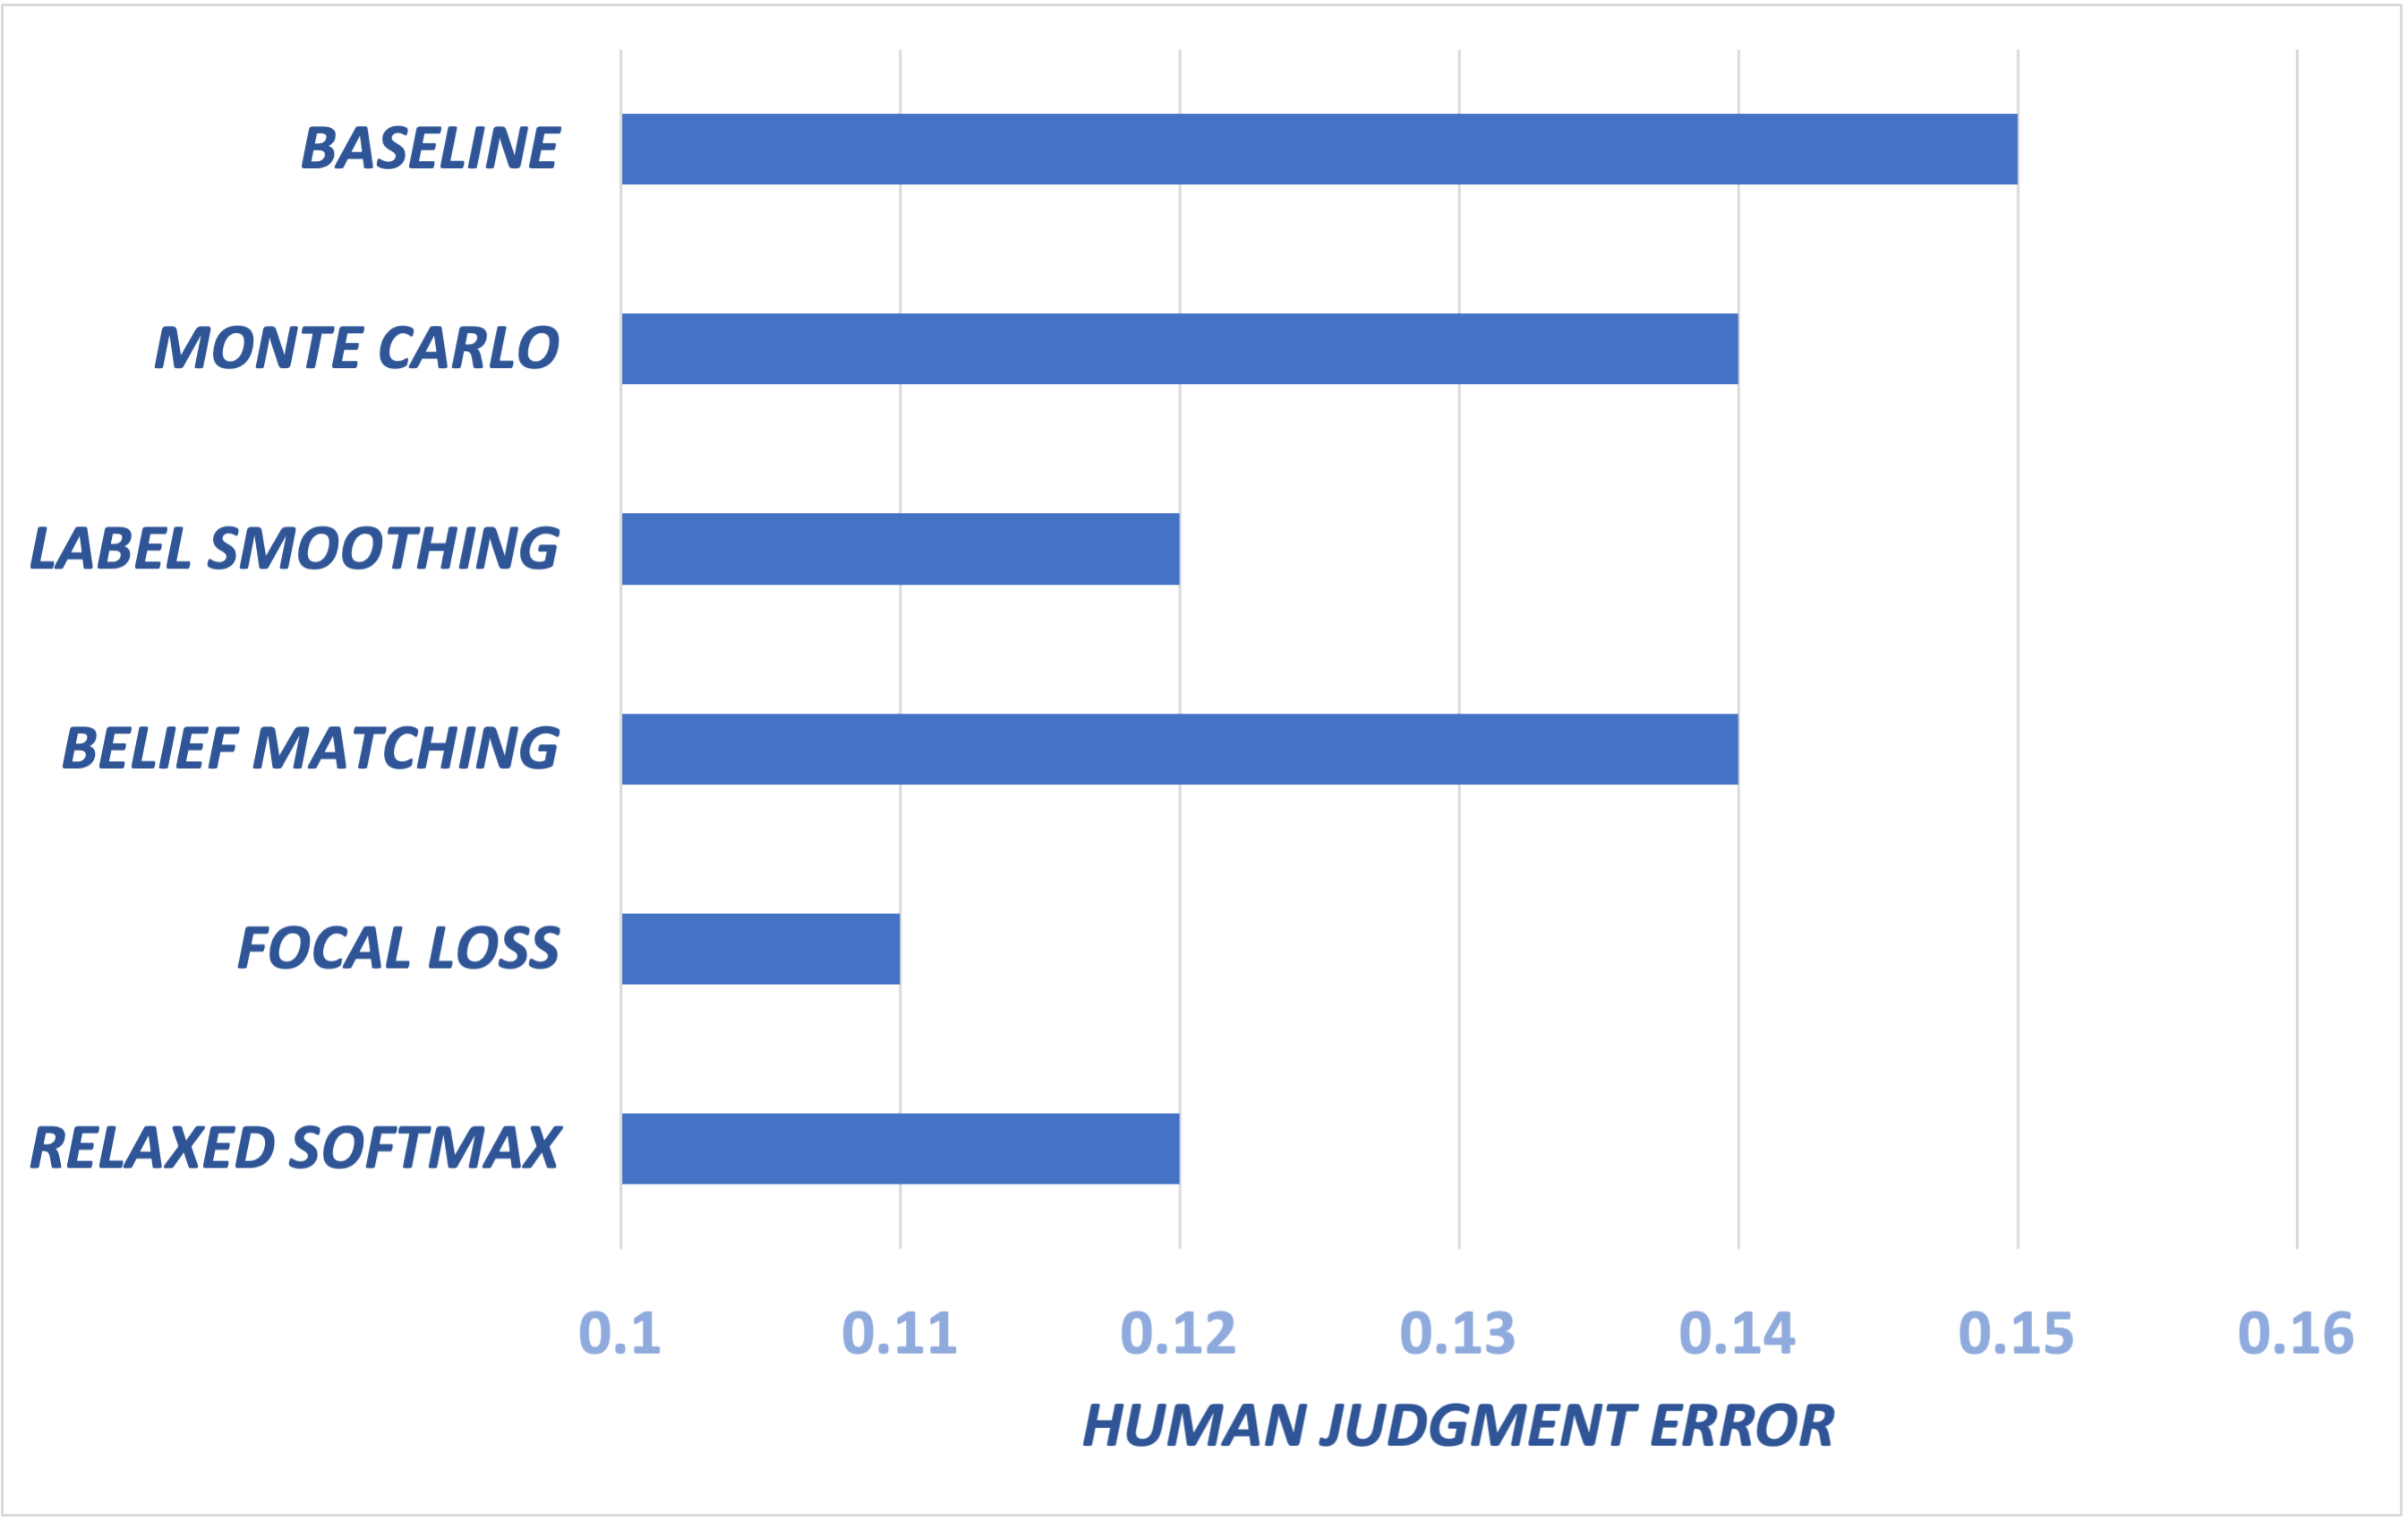 BASELINE
MONTE CARLO
LABEL SMOOTHING
BELIEF MATCHING
FOCAL LOSS
RELAXED SOFTMAX
0.1 0.11 0.12 0.13 0.14 0.15 0.16
HUMAN JUDGMENT ERROR